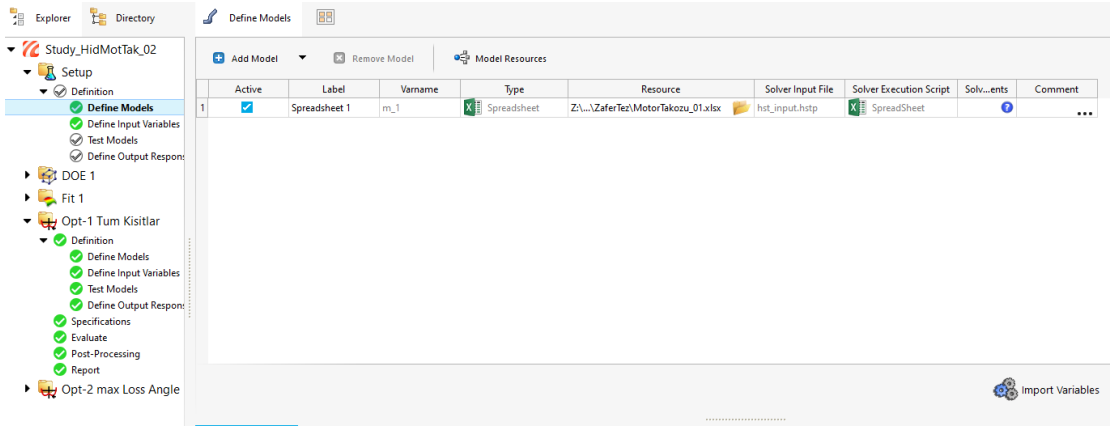 Explorer Directory Define Models
Study_HidMotTak_02
Setup
Definition
Define Models
Define Input Variables
Test Models
Define Output Respons
DOE 1
Fit 1
Opt-1 Tum Kisitlar
Definition
Define Models
Define Input Variables
Test Models
Define Output Respons
Specifications
Evaluate
Post-Processing
Report
Opt-2 max Loss Angle
Add Model Remove Model Model Resources
Active Label Varname Type Resource Solver Input File Solver Execution Script Solv...ents Comment
1 Spreadsheet 1 m_1 Spreadsheet Z:\...\ZaferTez\MotorTakozu_01.xlsx hst_input.hstp SpreadSheet ...
Import Variables